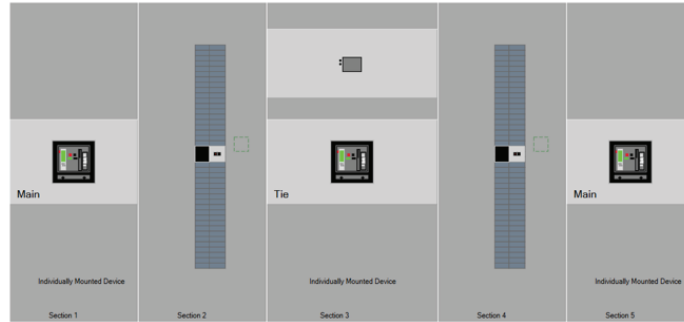 Main
Tie
Main
Individually Mounted Device
Individually Mounted Device
Individually Mounted Device
Section 1
Section 2
Section 3
Section 4
Section 5